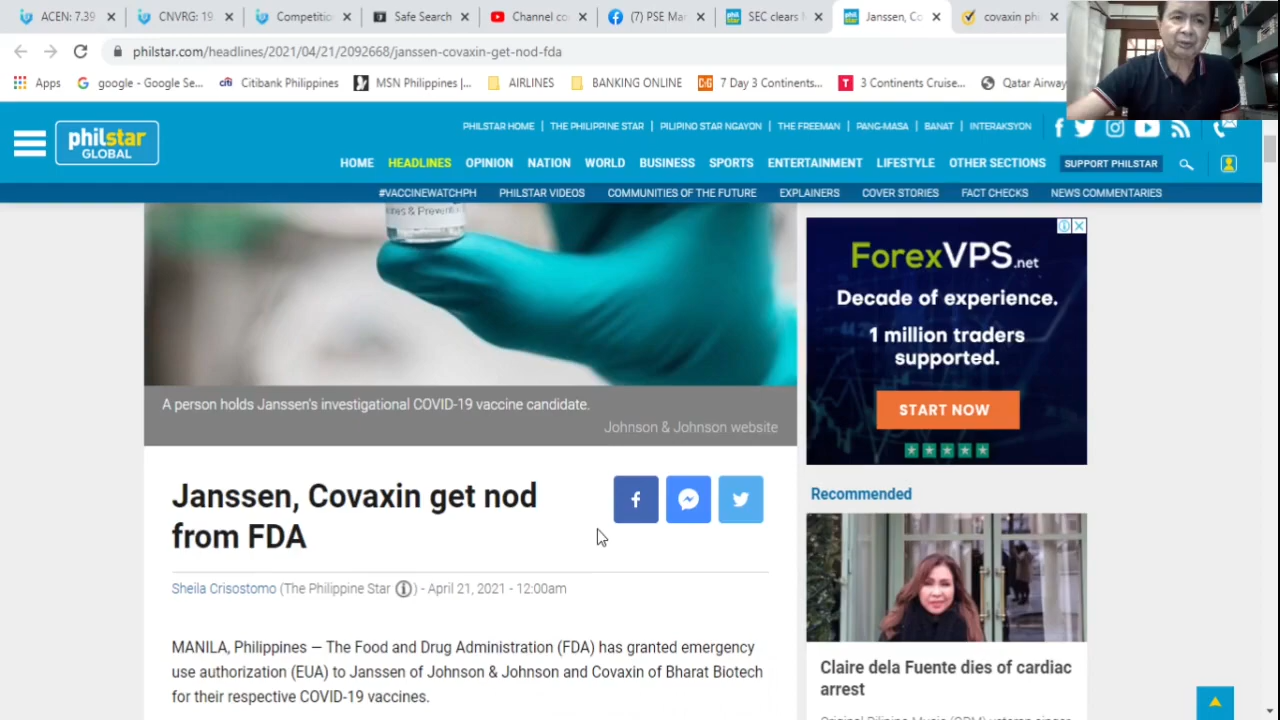 ACEN: 7.39
CNVRG: 19
Competitio
Safe Search
Channel co
(7) PSE Ma
SEC clears
Janssen, Co
covaxin ph
philstar.com/headlines/2021/04/21/2092668/janssen-covaxin-get-nod-fda
Apps
google - Google Se...
citi Citibank Philippines
MSN Philippines |...
AIRLINES
BANKING ONLINE
7 Day 3 Continents...
3 Continents Cruise...
Qatar Airway
philstar
GLOBAL
PHILSTAR HOME | THE PHILIPPINE STAR | PILIPINO STAR NGAYON | THE FREEMAN | PANG-MASA | BANAT | INTERAKSYON
HOME HEADLINES OPINION NATION WORLD BUSINESS SPORTS ENTERTAINMENT LIFESTYLE OTHER SECTIONS SUPPORT PHILSTAR
#VACCINEWATCHPH PHILSTAR VIDEOS COMMUNITIES OF THE FUTURE EXPLAINERS COVER STORIES FACT CHECKS NEWS COMMENTARIES
A person holds Janssen's investigational COVID-19 vaccine candidate.
Johnson & Johnson website
Janssen, Covaxin get nod
from FDA
Sheila Crisostomo (The Philippine Star ) - April 21, 2021 - 12:00am
MANILA, Philippines — The Food and Drug Administration (FDA) has granted emergency
use authorization (EUA) to Janssen of Johnson & Johnson and Covaxin of Bharat Biotech
for their respective COVID-19 vaccines.
ForexVPS.net
Decade of experience.
1 million traders
supported.
START NOW
Recommended
Claire dela Fuente dies of cardiac
arrest